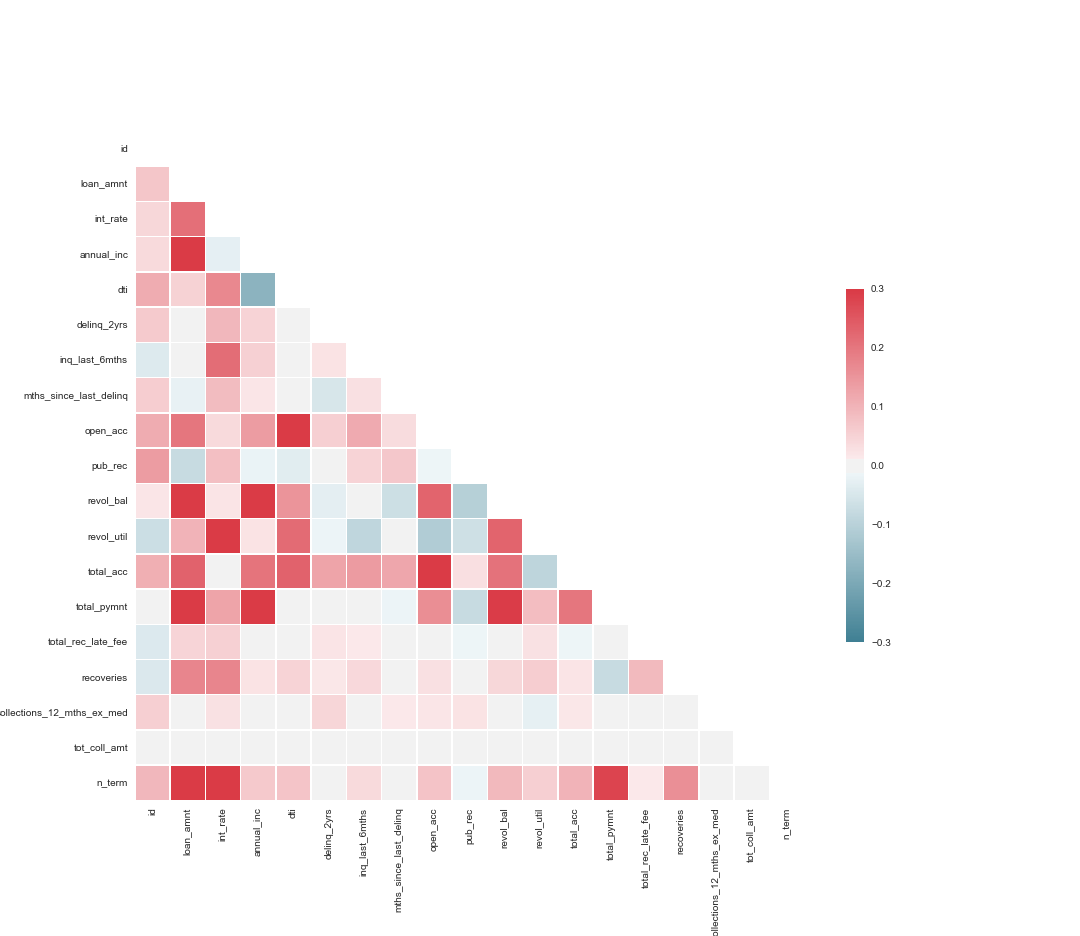 id
loan_amnt
int_rate
annual_inc
dti
delinq_2yrs
inq_last_6mths
mths_since_last_delinq
open_acc
pub_rec
revol_bal
revol_util
total_acc
total_pymnt
total_rec_late_fee
recoveries
ollections_12_mths_ex_med
tot_coll_amt
n_term
id
loan_amnt
int_rate
annual_inc
dti
delinq_2yrs
inq_last_6mths
mths_since_last_delinq
open_acc
pub_rec
revol_bal
revol_util
total_acc
total_pymnt
total_rec_late_fee
recoveries
ollections_12_mths_ex_med
tot_coll_amt
n_term
0.3
0.2
0.1
0.0
−0.1
−0.2
−0.3